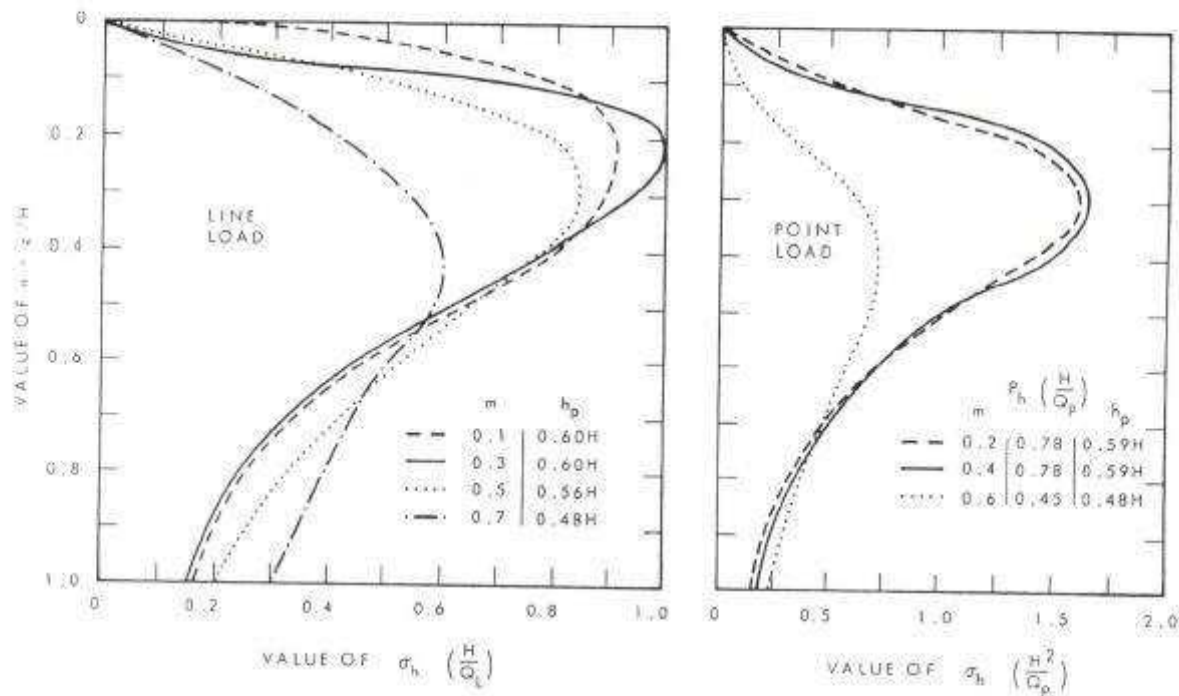 0
0.2
0.4
0.6
0.8
1.0
VALUE OF
LINE
LOAD
m h_p
0.1 0.60H
0.3 0.60H
0.5 0.56H
0.7 0.48H
0 0.2 0.4 0.6 0.8 1.0
VALUE OF σ_h (H/Q_L)
POINT
LOAD
m P_h (H/Q_p) h_p
0.2 0.78 0.59H
0.4 0.78 0.59H
0.6 0.45 0.48H
0 0.5 1.0 1.5 2.0
VALUE OF σ_h (H²/Q_p)